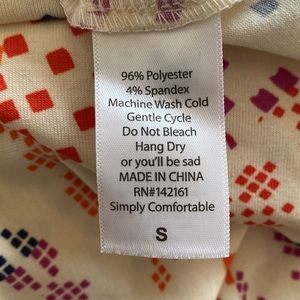 96% Polyester
4% Spandex
Machine Wash Cold
Gentle Cycle
Do Not Bleach
Hang Dry
or you'll be sad
MADE IN CHINA
RN#142161
Simply Comfortable
S